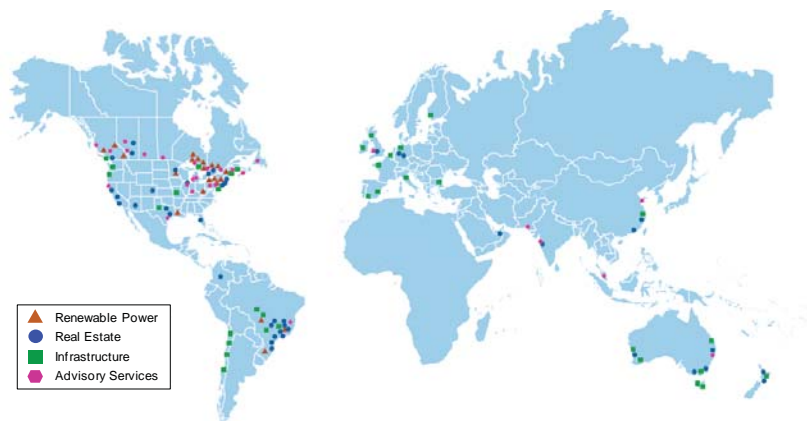 Renewable Power
Real Estate
Infrastructure
Advisory Services